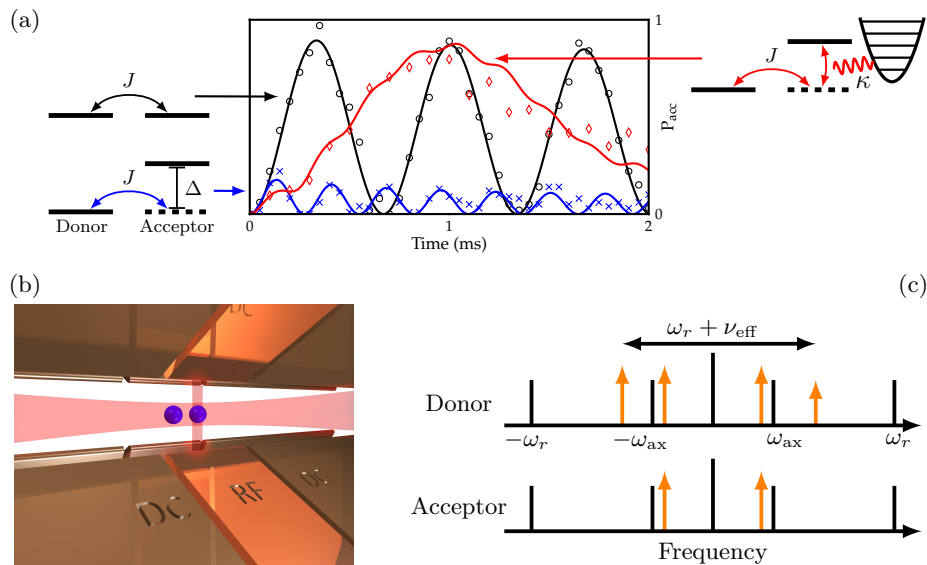 (a)
J
Δ
J
Donor
Acceptor
1
P_acc
0
0
1
2
Time (ms)
J
κ
(b)
DC
DC
RF
DC
(c)
ω_r + ν_eff
Donor
−ω_r
−ω_ax
ω_ax
ω_r
Acceptor
Frequency